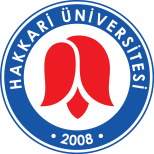 HAKKARİ ÜNİVERSİTESİ
• 2008 •